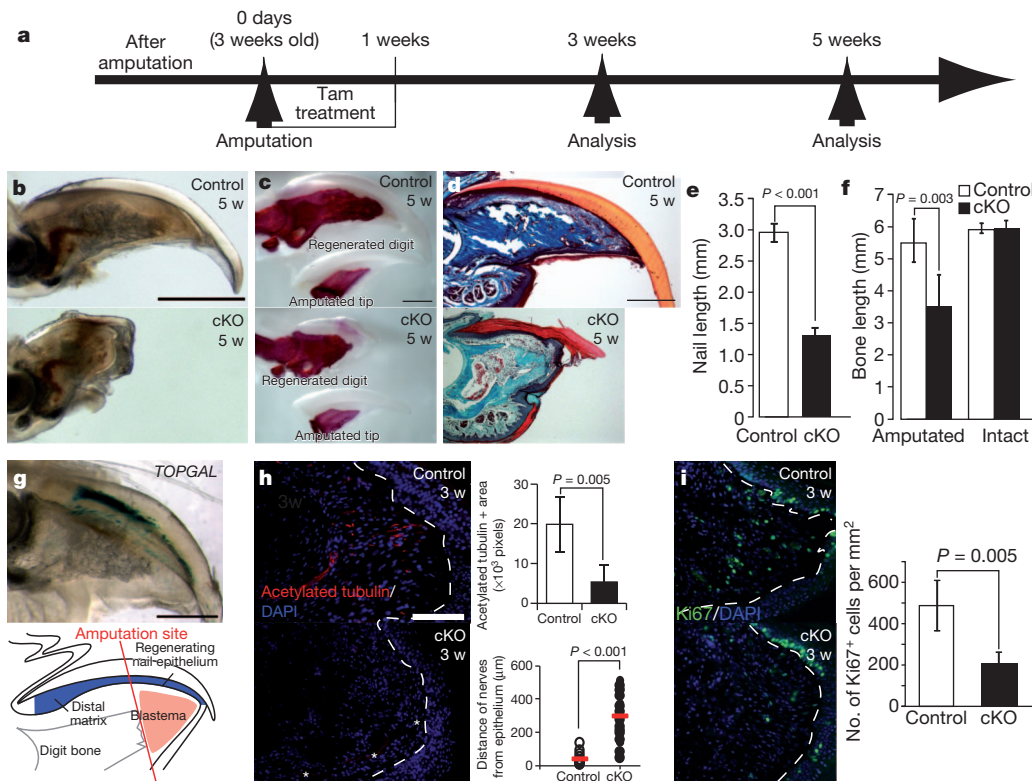 a
After
amputation
0 days
(3 weeks old)
1 weeks
3 weeks
5 weeks
Tam
treatment
Amputation
Analysis
Analysis
b
Control
5 w
cKO
5 w
c
Control
5 w
Regenerated digit
Amputated tip
cKO
5 w
Regenerated digit
Amputated tip
d
Control
5 w
cKO
5 w
e
P < 0.001
Nail length (mm)
3.5
3.0
2.5
2.0
1.5
1.0
0.5
0
Control cKO
f
Control
cKO
P = 0.003
Bone length (mm)
7
6
5
4
3
2
1
0
Amputated Intact
g
TOPGAL
Amputation site
Regenerating
nail epithelium
Distal
matrix
Blastema
Digit bone
h
Control
3 w
3w
Acetylated tubulin/
DAPI
cKO
3 w
*
*
P = 0.005
Acetylated tubulin + area
(×10³ pixels)
30
20
10
0
Control cKO
P < 0.001
Distance of nerves
from epithelium (µm)
600
400
200
0
Control cKO
i
Control
3 w
Ki67/DAPI
cKO
3 w
P = 0.005
No. of Ki67⁺ cells per mm²
600
400
200
0
Control cKO